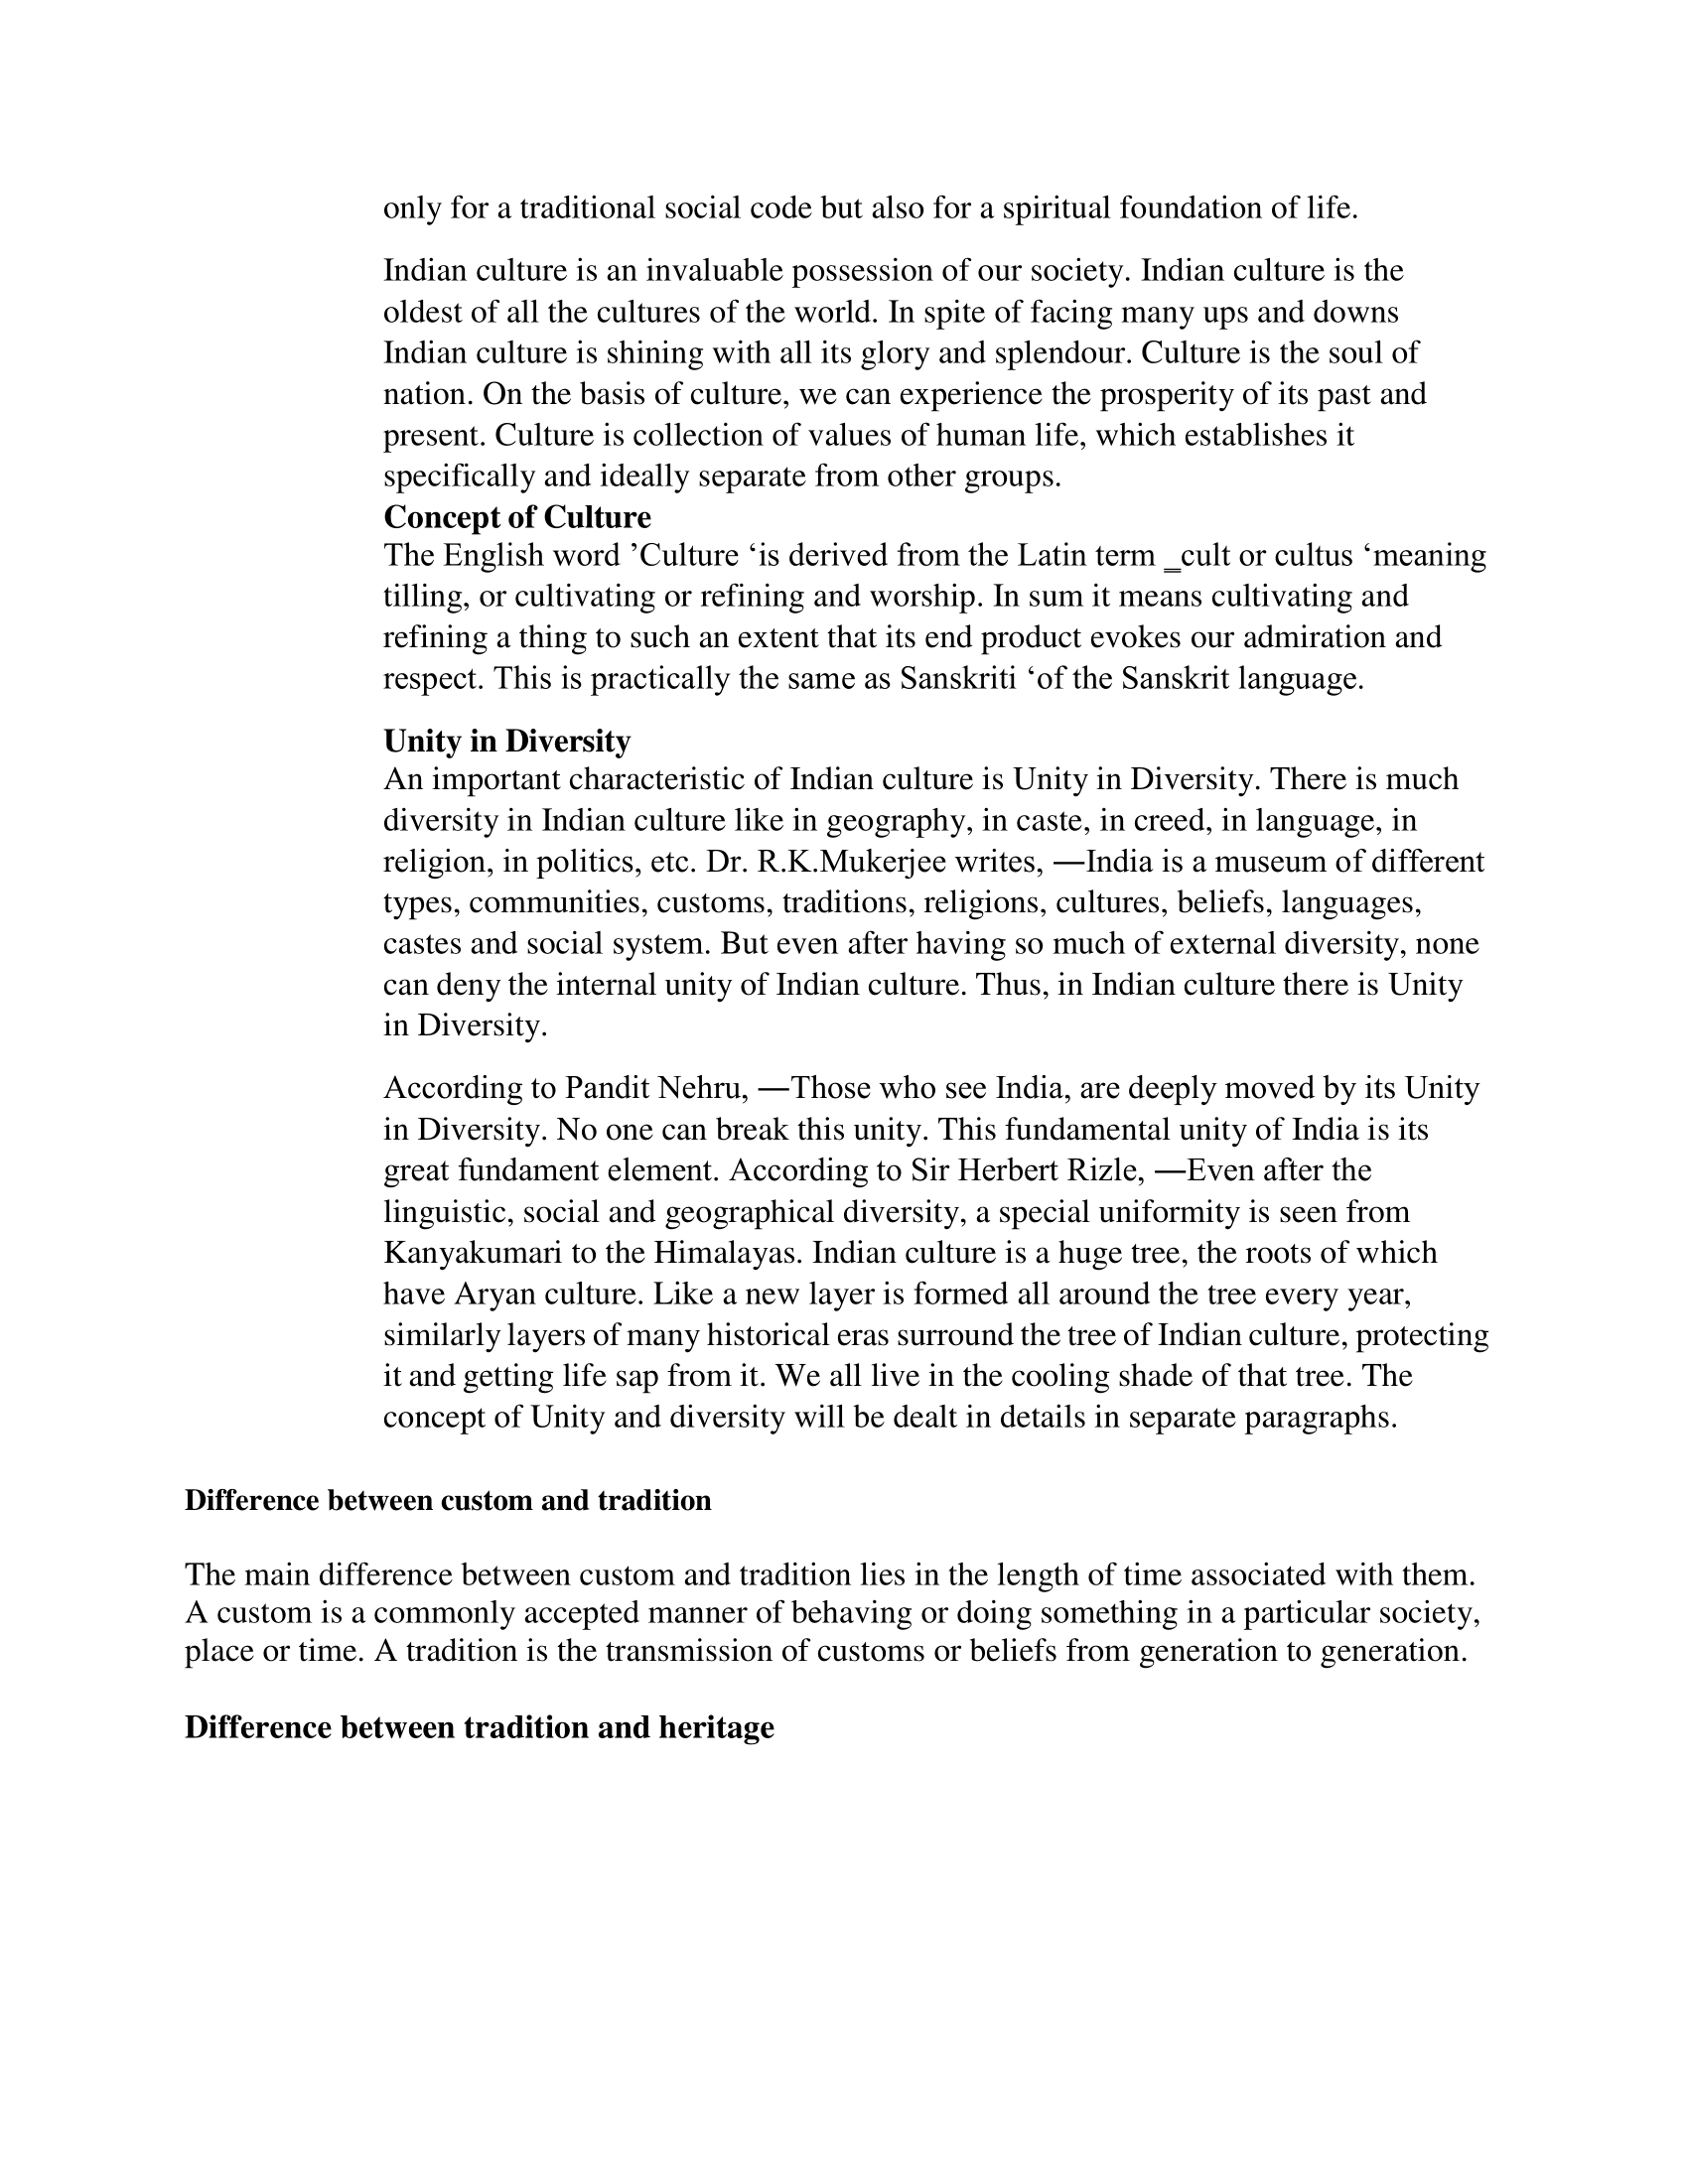 only for a traditional social code but also for a spiritual foundation of life.
Indian culture is an invaluable possession of our society. Indian culture is the
oldest of all the cultures of the world. In spite of facing many ups and downs
Indian culture is shining with all its glory and splendour. Culture is the soul of
nation. On the basis of culture, we can experience the prosperity of its past and
present. Culture is collection of values of human life, which establishes it
specifically and ideally separate from other groups.
Concept of Culture
The English word ’Culture ‘is derived from the Latin term ‗cult or cultus ‘meaning
tilling, or cultivating or refining and worship. In sum it means cultivating and
refining a thing to such an extent that its end product evokes our admiration and
respect. This is practically the same as Sanskriti ‘of the Sanskrit language.
Unity in Diversity
An important characteristic of Indian culture is Unity in Diversity. There is much
diversity in Indian culture like in geography, in caste, in creed, in language, in
religion, in politics, etc. Dr. R.K.Mukerjee writes, ―India is a museum of different
types, communities, customs, traditions, religions, cultures, beliefs, languages,
castes and social system. But even after having so much of external diversity, none
can deny the internal unity of Indian culture. Thus, in Indian culture there is Unity
in Diversity.
According to Pandit Nehru, ―Those who see India, are deeply moved by its Unity
in Diversity. No one can break this unity. This fundamental unity of India is its
great fundament element. According to Sir Herbert Rizle, ―Even after the
linguistic, social and geographical diversity, a special uniformity is seen from
Kanyakumari to the Himalayas. Indian culture is a huge tree, the roots of which
have Aryan culture. Like a new layer is formed all around the tree every year,
similarly layers of many historical eras surround the tree of Indian culture, protecting
it and getting life sap from it. We all live in the cooling shade of that tree. The
concept of Unity and diversity will be dealt in details in separate paragraphs.
Difference between custom and tradition
The main difference between custom and tradition lies in the length of time associated with them.
A custom is a commonly accepted manner of behaving or doing something in a particular society,
place or time. A tradition is the transmission of customs or beliefs from generation to generation.
Difference between tradition and heritage